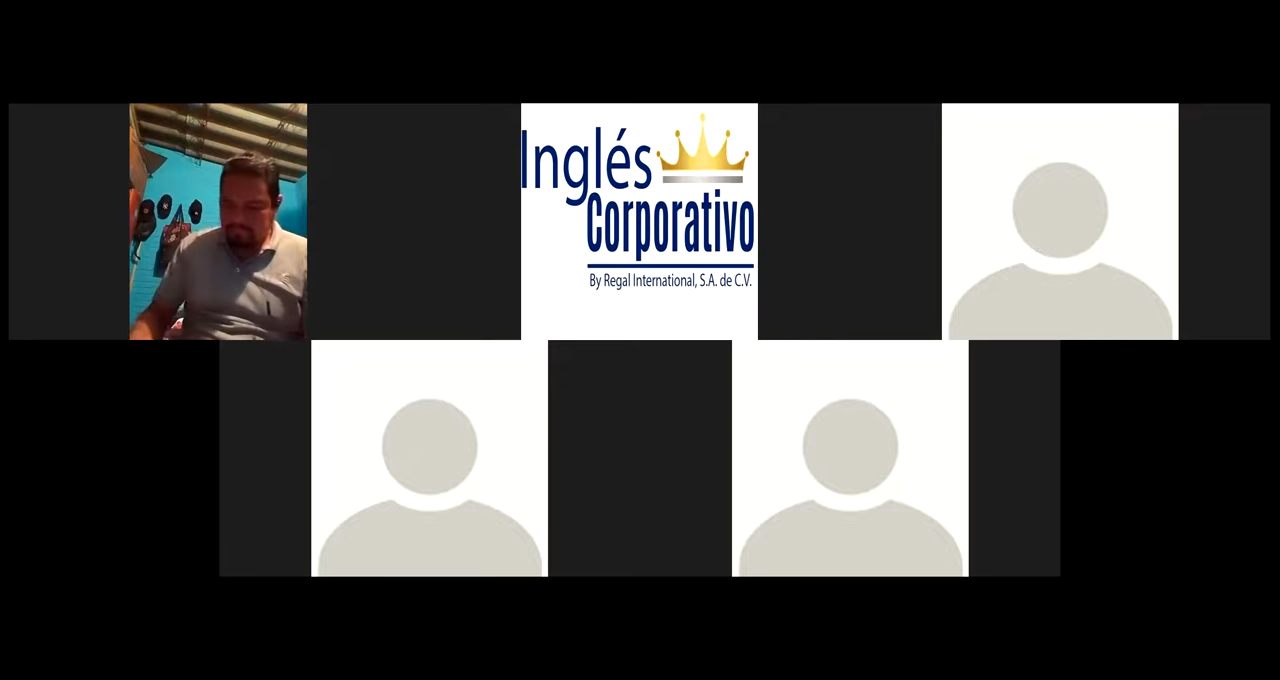 Inglés
Corporativo
By Regal International, S.A. de C.V.